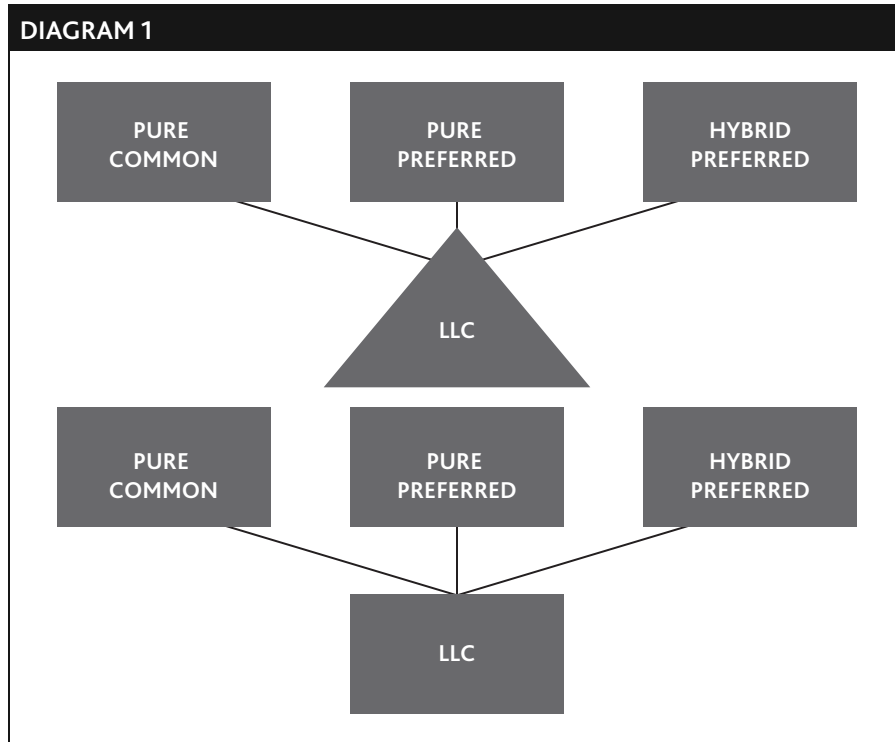 DIAGRAM 1
PURE
COMMON
PURE
PREFERRED
HYBRID
PREFERRED
LLC
PURE
COMMON
PURE
PREFERRED
HYBRID
PREFERRED
LLC